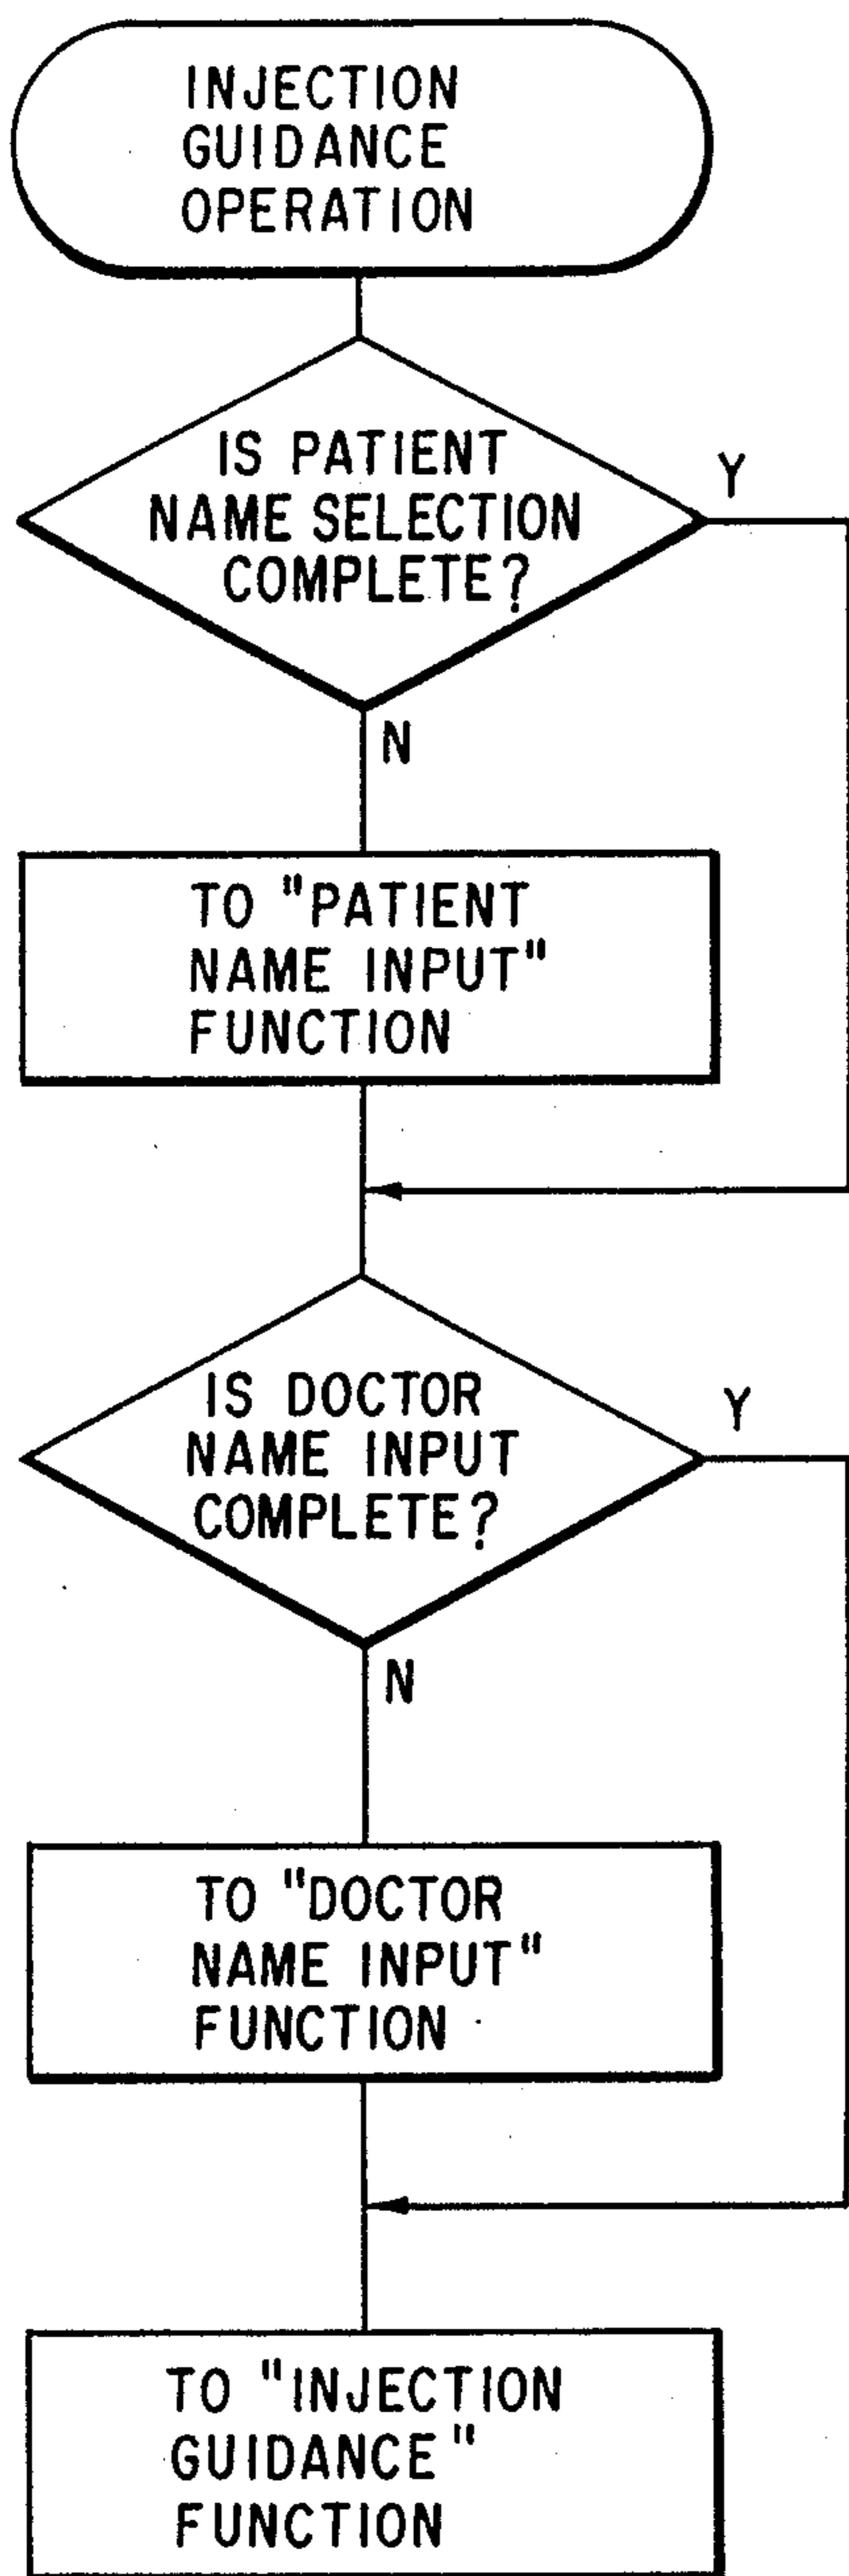 INJECTION
GUIDANCE
OPERATION
IS PATIENT
NAME SELECTION
COMPLETE?
Y
N
TO "PATIENT
NAME INPUT"
FUNCTION
IS DOCTOR
NAME INPUT
COMPLETE?
Y
N
TO "DOCTOR
NAME INPUT"
FUNCTION
TO "INJECTION
GUIDANCE"
FUNCTION